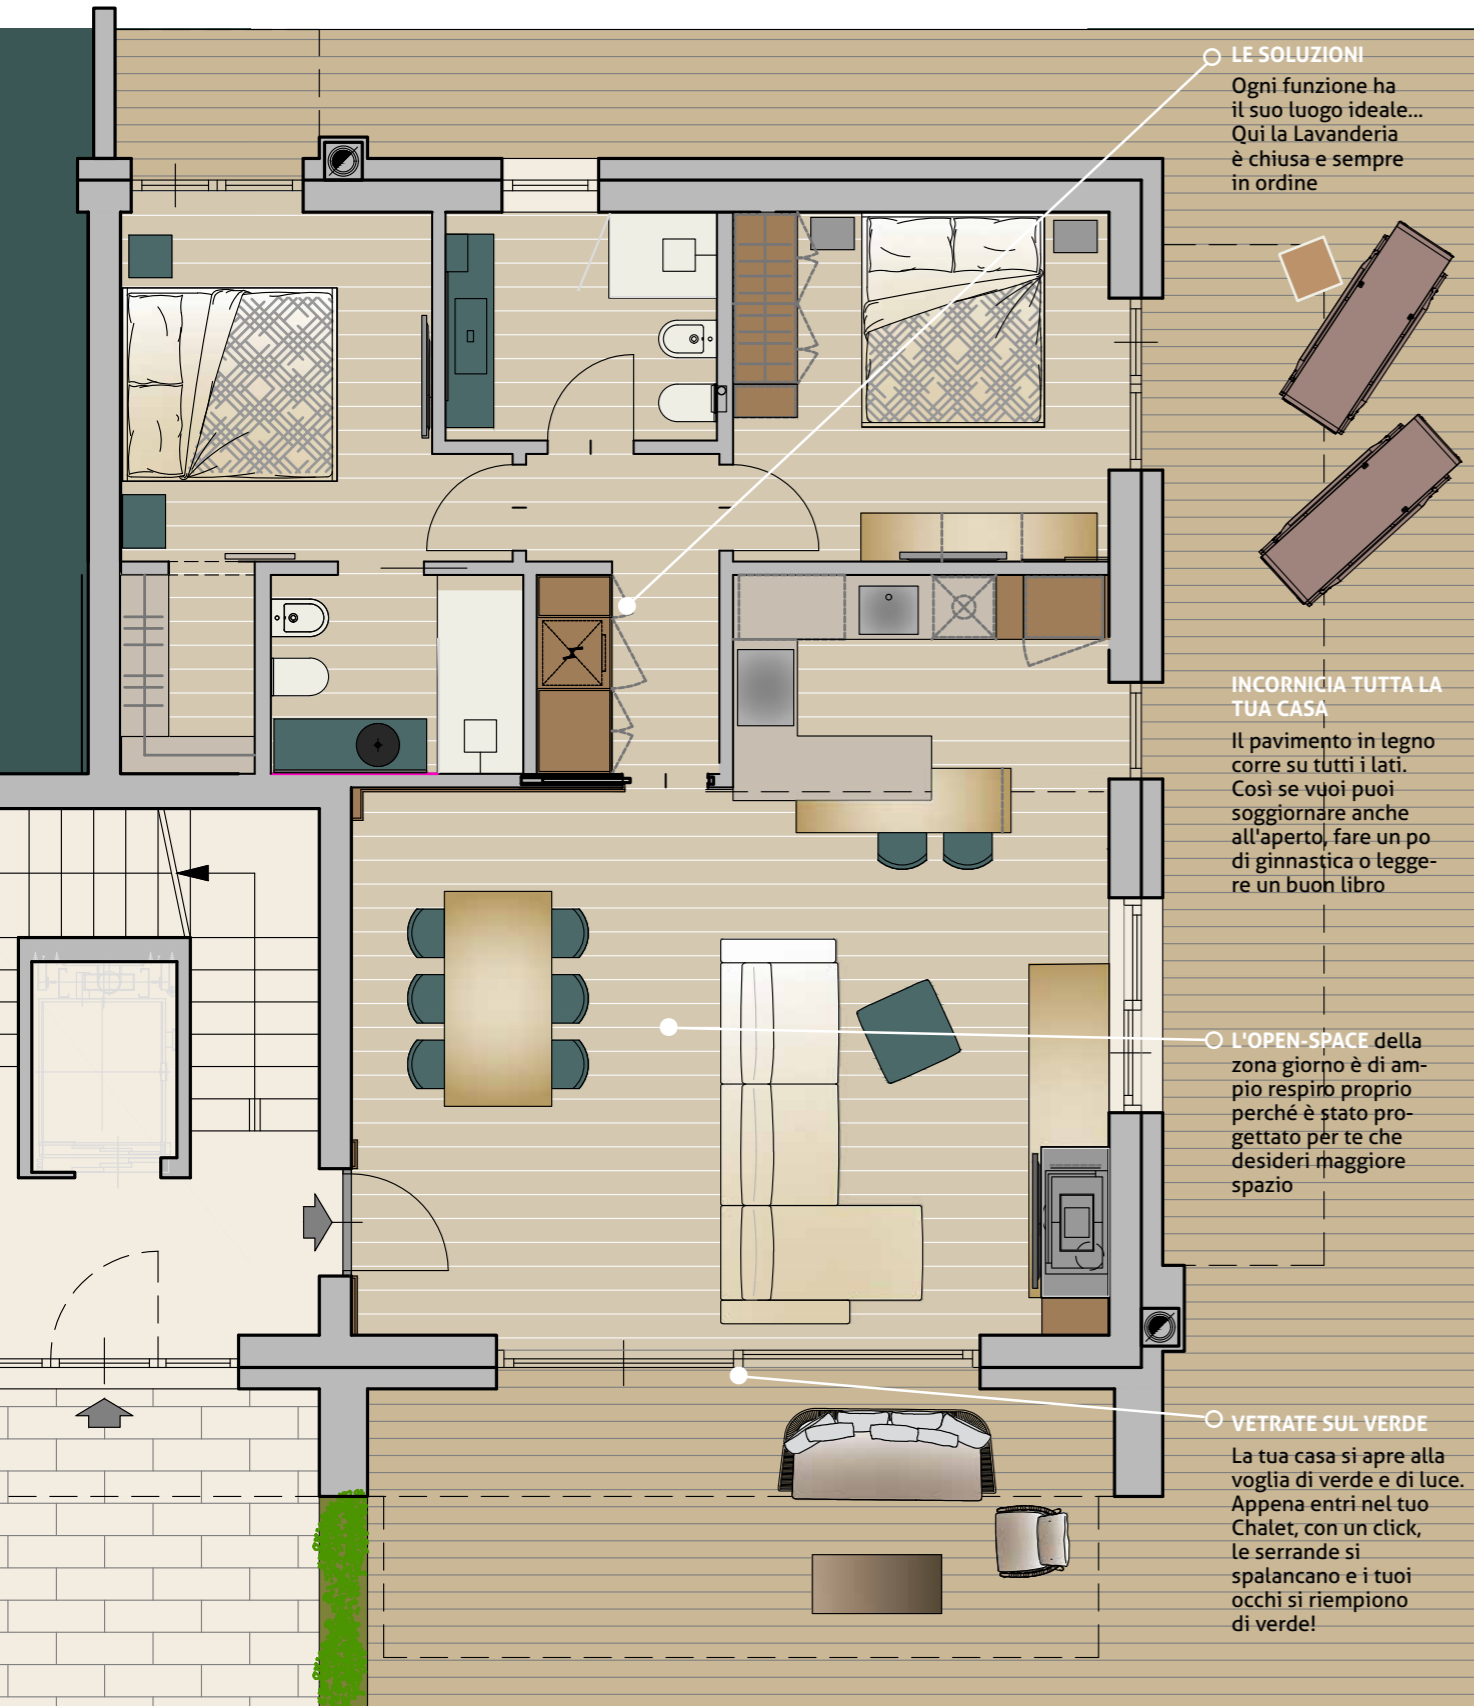 LE SOLUZIONI
Ogni funzione ha
il suo luogo ideale...
Qui la Lavanderia
è chiusa e sempre
in ordine
INCORNICIA TUTTA LA
TUA CASA
Il pavimento in legno
corre su tutti i lati.
Così se vuoi puoi
soggiornare anche
all'aperto, fare un po
di ginnastica o legge-
re un buon libro
L'OPEN-SPACE della
zona giorno è di am-
pio respiro proprio
perché è stato pro-
gettato per te che
desideri maggiore
spazio
VETRATE SUL VERDE
La tua casa si apre alla
voglia di verde e di luce.
Appena entri nel tuo
Chalet, con un click,
le serrande si
spalancano e i tuoi
occhi si riempiono
di verde!